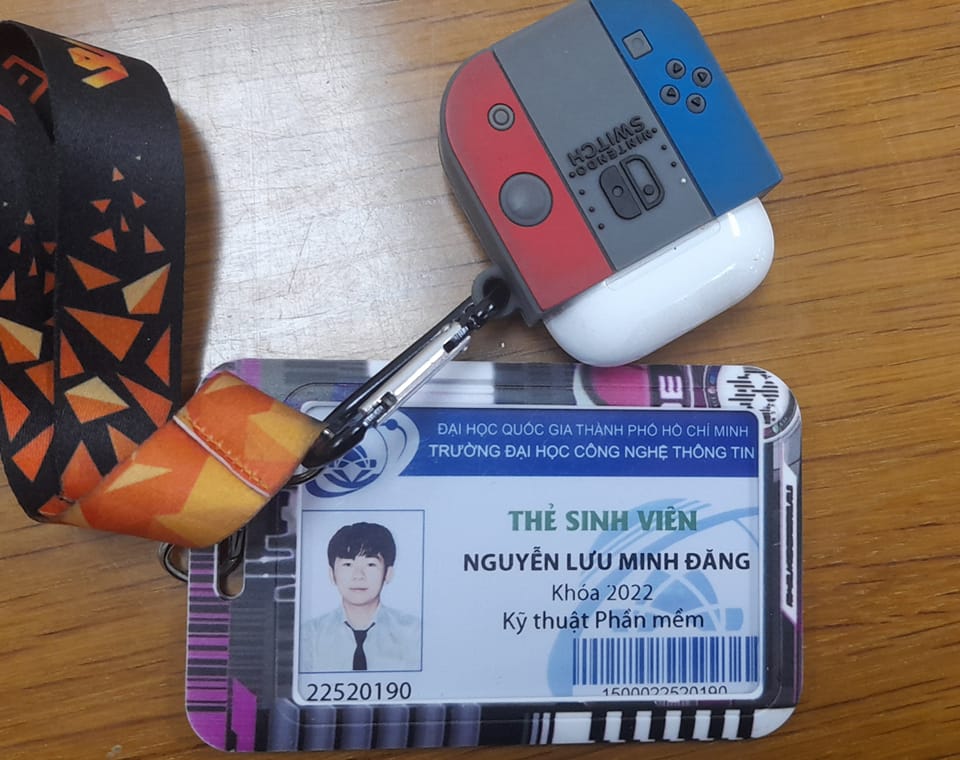 NINTENDO
SWITCH
ĐẠI HỌC QUỐC GIA THÀNH PHỐ HỒ CHÍ MINH
TRƯỜNG ĐẠI HỌC CÔNG NGHỆ THÔNG TIN
THẺ SINH VIÊN
NGUYỄN LƯU MINH ĐĂNG
Khóa 2022
Kỹ thuật Phần mềm
22520190
1500022520190